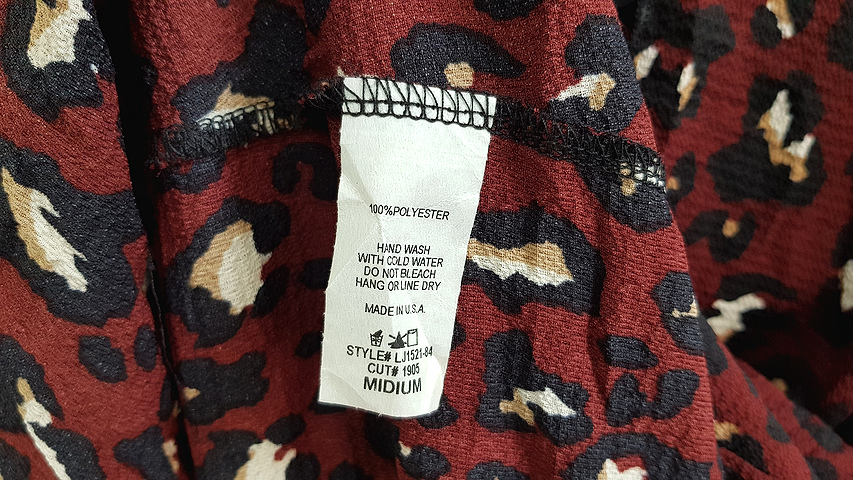 100%POLYESTER
HAND WASH
WITH COLD WATER
DO NOT BLEACH
HANG OR LINE DRY
MADE IN U.S.A.
STYLE# LJ1521-84
CUT# 1905
MIDIUM